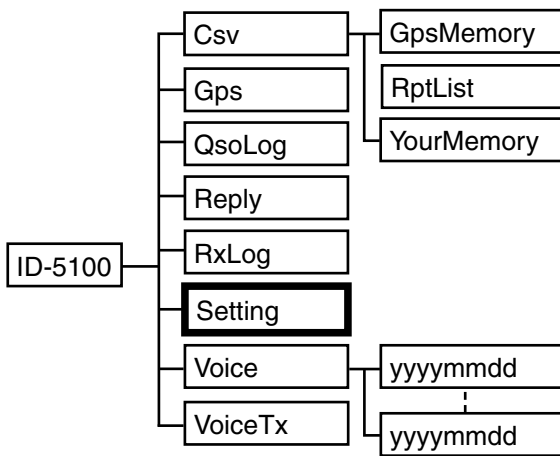 Csv
GpsMemory
Gps
RptList
QsoLog
YourMemory
Reply
ID-5100
RxLog
Setting
Voice
yyyymmdd
VoiceTx
yyyymmdd